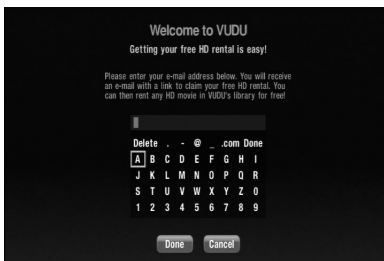 Welcome to VUDU
Getting your free HD rental is easy!
Please enter your e-mail address below. You will receive
an e-mail with a link to claim your free HD rental. You
can then rent any HD movie in VUDU's library for free!
Delete . - @ _ .com Done
A B C D E F G H I
J K L M N O P Q R
S T U V W X Y Z 0
1 2 3 4 5 6 7 8 9
Done Cancel